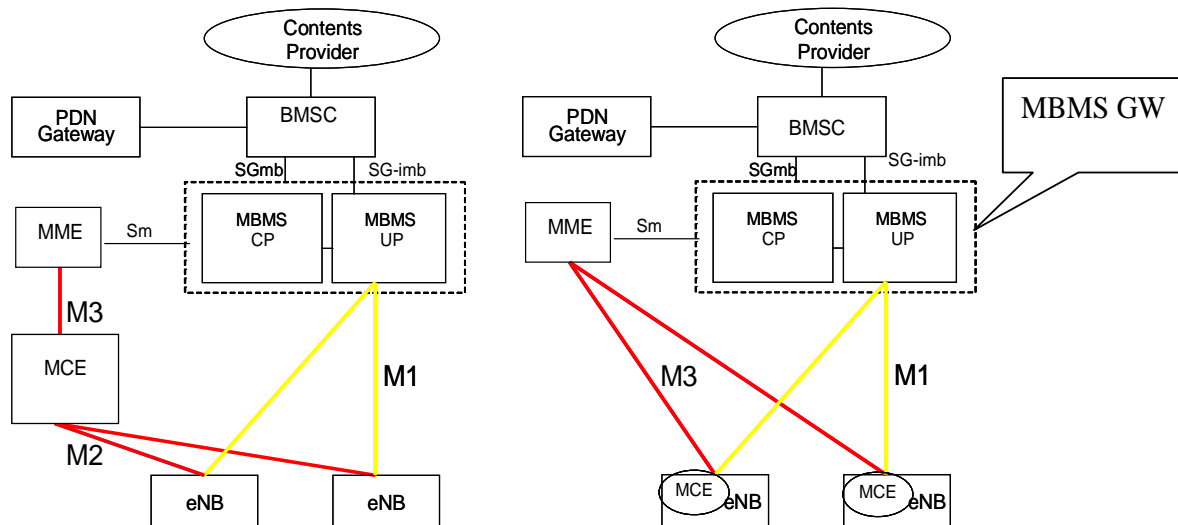 Contents
Provider
PDN
Gateway
BMSC
SGmb
SG-imb
MME
Sm
MBMS
CP
MBMS
UP
M3
MCE
M1
M2
eNB
eNB
Contents
Provider
PDN
Gateway
BMSC
MBMS GW
SGmb
SG-imb
MME
Sm
MBMS
CP
MBMS
UP
M3
M1
MCE
eNB
MCE
eNB